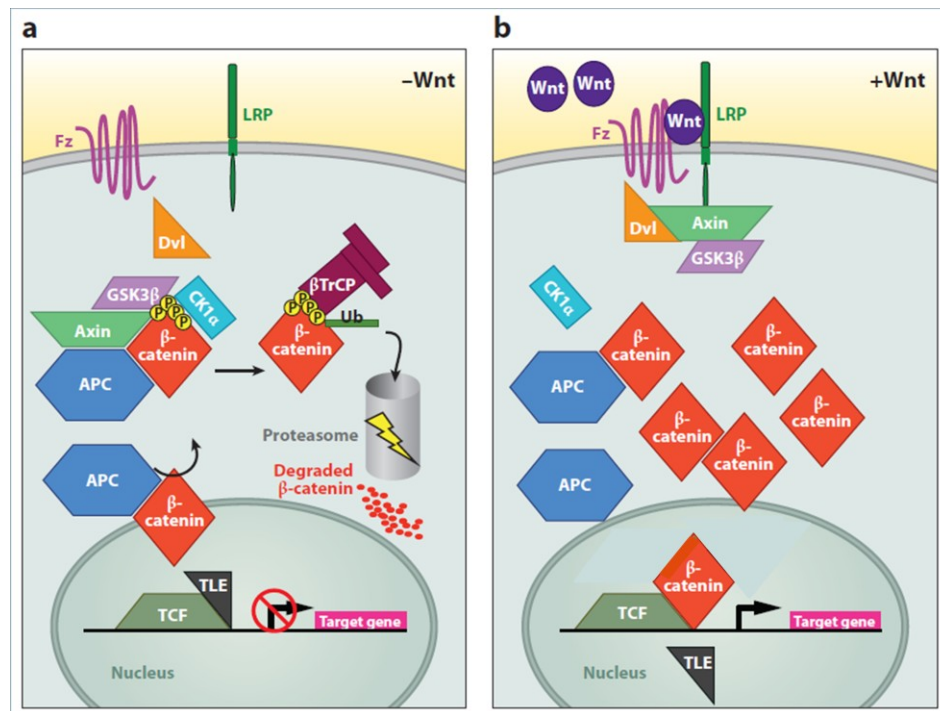 a
–Wnt
LRP
Fz
Dvl
GSK3β
CK1α
P
P
P
P
P
Axin
β-
catenin
APC
βTrCP
P
P
P
P
P
Ub
β-
catenin
Proteasome
Degraded
β-catenin
APC
β-
catenin
TLE
TCF
Target gene
Nucleus
b
+Wnt
Wnt
Wnt
Wnt
LRP
Fz
Dvl
Axin
GSK3β
CK1α
β-
catenin
β-
catenin
APC
β-
catenin
β-
catenin
β-
catenin
APC
β-
catenin
TCF
Target gene
TLE
Nucleus